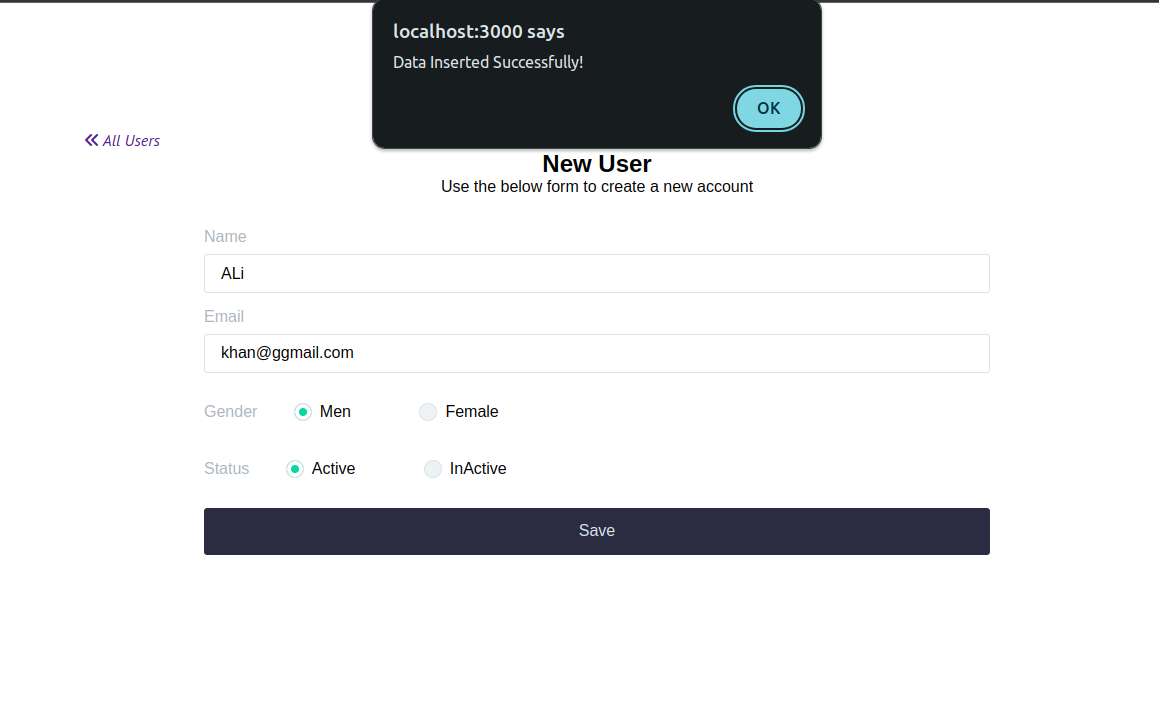 localhost:3000 says
Data Inserted Successfully!
OK
All Users
New User
Use the below form to create a new account
Name
ALi
Email
khan@ggmail.com
Gender Men Female
Status Active InActive
Save